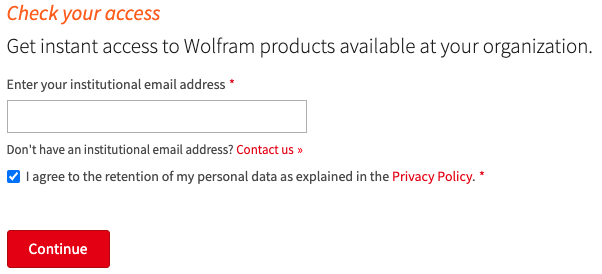 Check your access
Get instant access to Wolfram products available at your organization.
Enter your institutional email address *
Don't have an institutional email address? Contact us »
I agree to the retention of my personal data as explained in the Privacy Policy. *
Continue